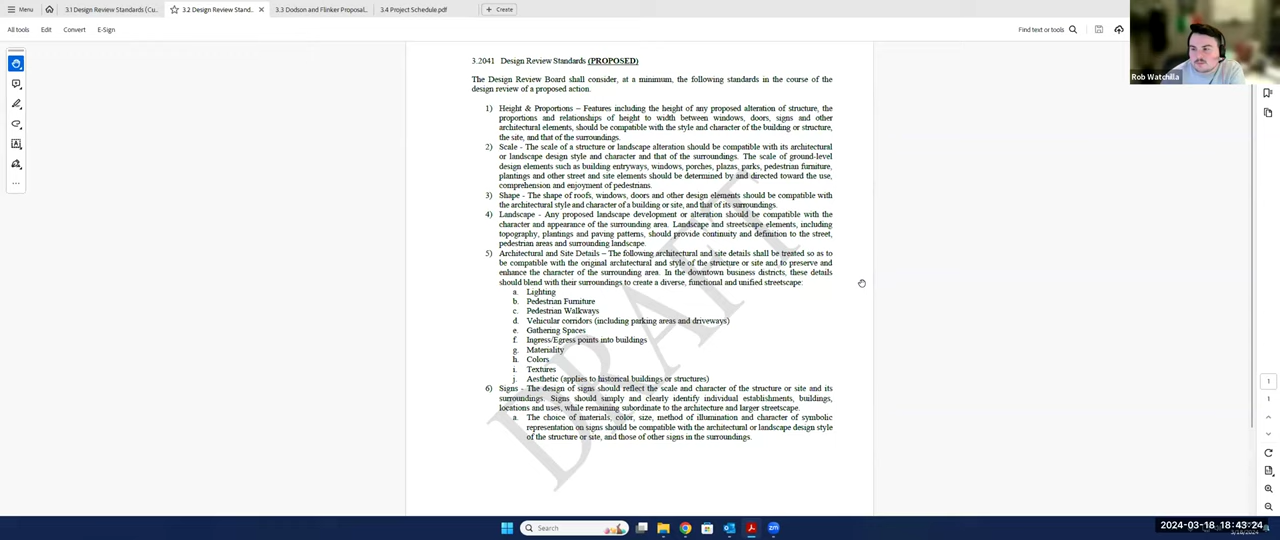 Menu
3.1 Design Review Standards (Cu...
3.2 Design Review Stand...
3.3 Dodson and Flinker Proposal...
3.4 Project Schedule.pdf
Create
All tools Edit Convert E-Sign
Find text or tools
Rob Watchilla
3.2041 Design Review Standards (PROPOSED)
The Design Review Board shall consider, at a minimum, the following standards in the course of the
design review of a proposed action.
1) Height & Proportions – Features including the height of any proposed alteration of structure, the
proportions and relationships of height to width between windows, doors, signs and other
architectural elements, should be compatible with the style and character of the building or structure,
the site, and that of the surroundings.
2) Scale - The scale of a structure or landscape alteration should be compatible with its architectural
or landscape design style and character and that of the surroundings. The scale of ground-level
design elements such as building entryways, windows, porches, plazas, parks, pedestrian furniture,
plantings and other street and site elements should be determined by and directed toward the use,
comprehension and enjoyment of pedestrians.
3) Shape - The shape of roofs, windows, doors and other design elements should be compatible with
the architectural style and character of a building or site, and that of its surroundings.
4) Landscape - Any proposed landscape development or alteration should be compatible with the
character and appearance of the surrounding area. Landscape and streetscape elements, including
topography, plantings and paving patterns, should provide continuity and definition to the street,
pedestrian areas and surrounding landscape.
5) Architectural and Site Details – The following architectural and site details shall be treated so as to
be compatible with the original architectural and style of the structure or site and to preserve and
enhance the character of the surrounding area. In the downtown business districts, these details
should blend with their surroundings to create a diverse, functional and unified streetscape:
a. Lighting
b. Pedestrian Furniture
c. Pedestrian Walkways
d. Vehicular corridors (including parking areas and driveways)
e. Gathering Spaces
f. Ingress/Egress points into buildings
g. Materiality
h. Colors
i. Textures
j. Aesthetic (applies to historical buildings or structures)
6) Signs - The design of signs should reflect the scale and character of the structure or site and its
surroundings. Signs should simply and clearly identify individual establishments, buildings,
locations and uses, while remaining subordinate to the architecture and larger streetscape.
a. The choice of materials, color, size, method of illumination and character of symbolic
representation on signs should be compatible with the architectural or landscape design style
of the structure or site, and those of other signs in the surroundings.
DRAFT
1
1
Search
2024-03-18 18:43:24